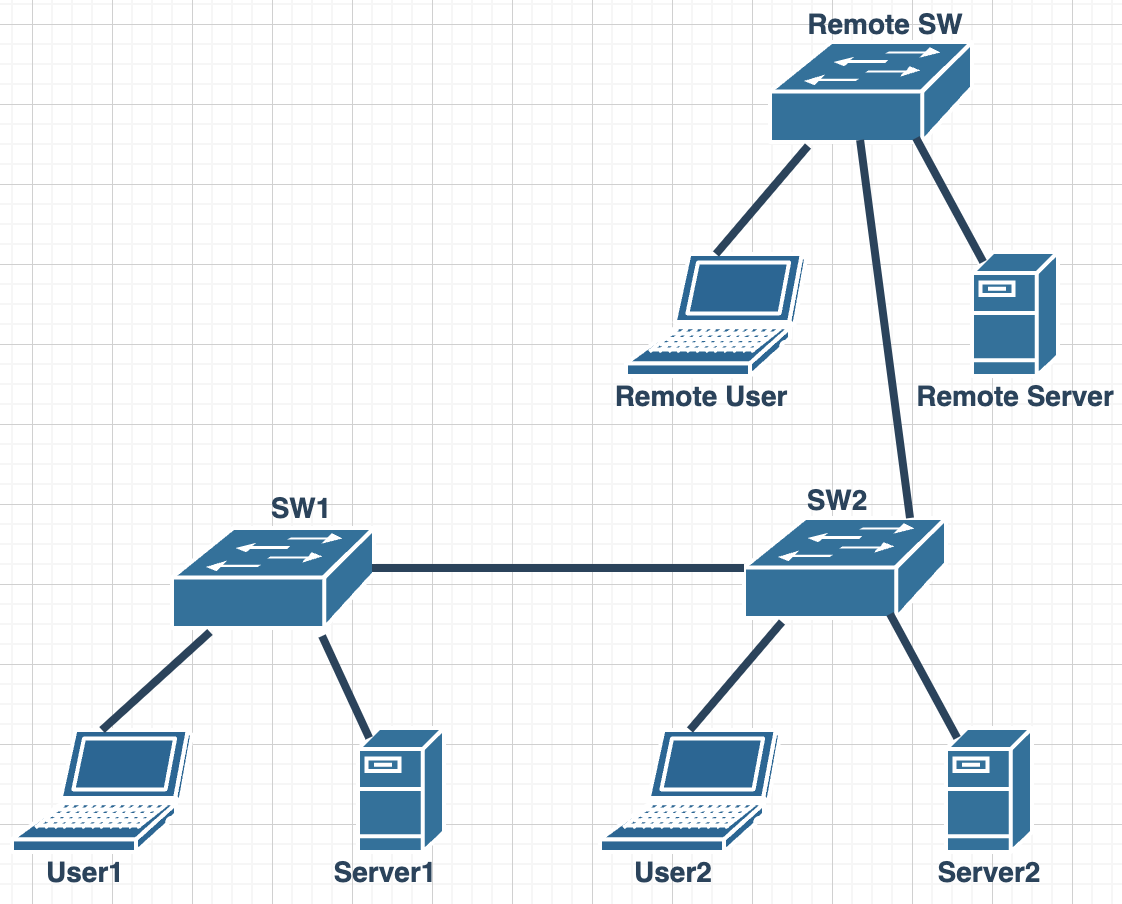 Remote SW
Remote User
Remote Server
SW1
SW2
User1
Server1
User2
Server2